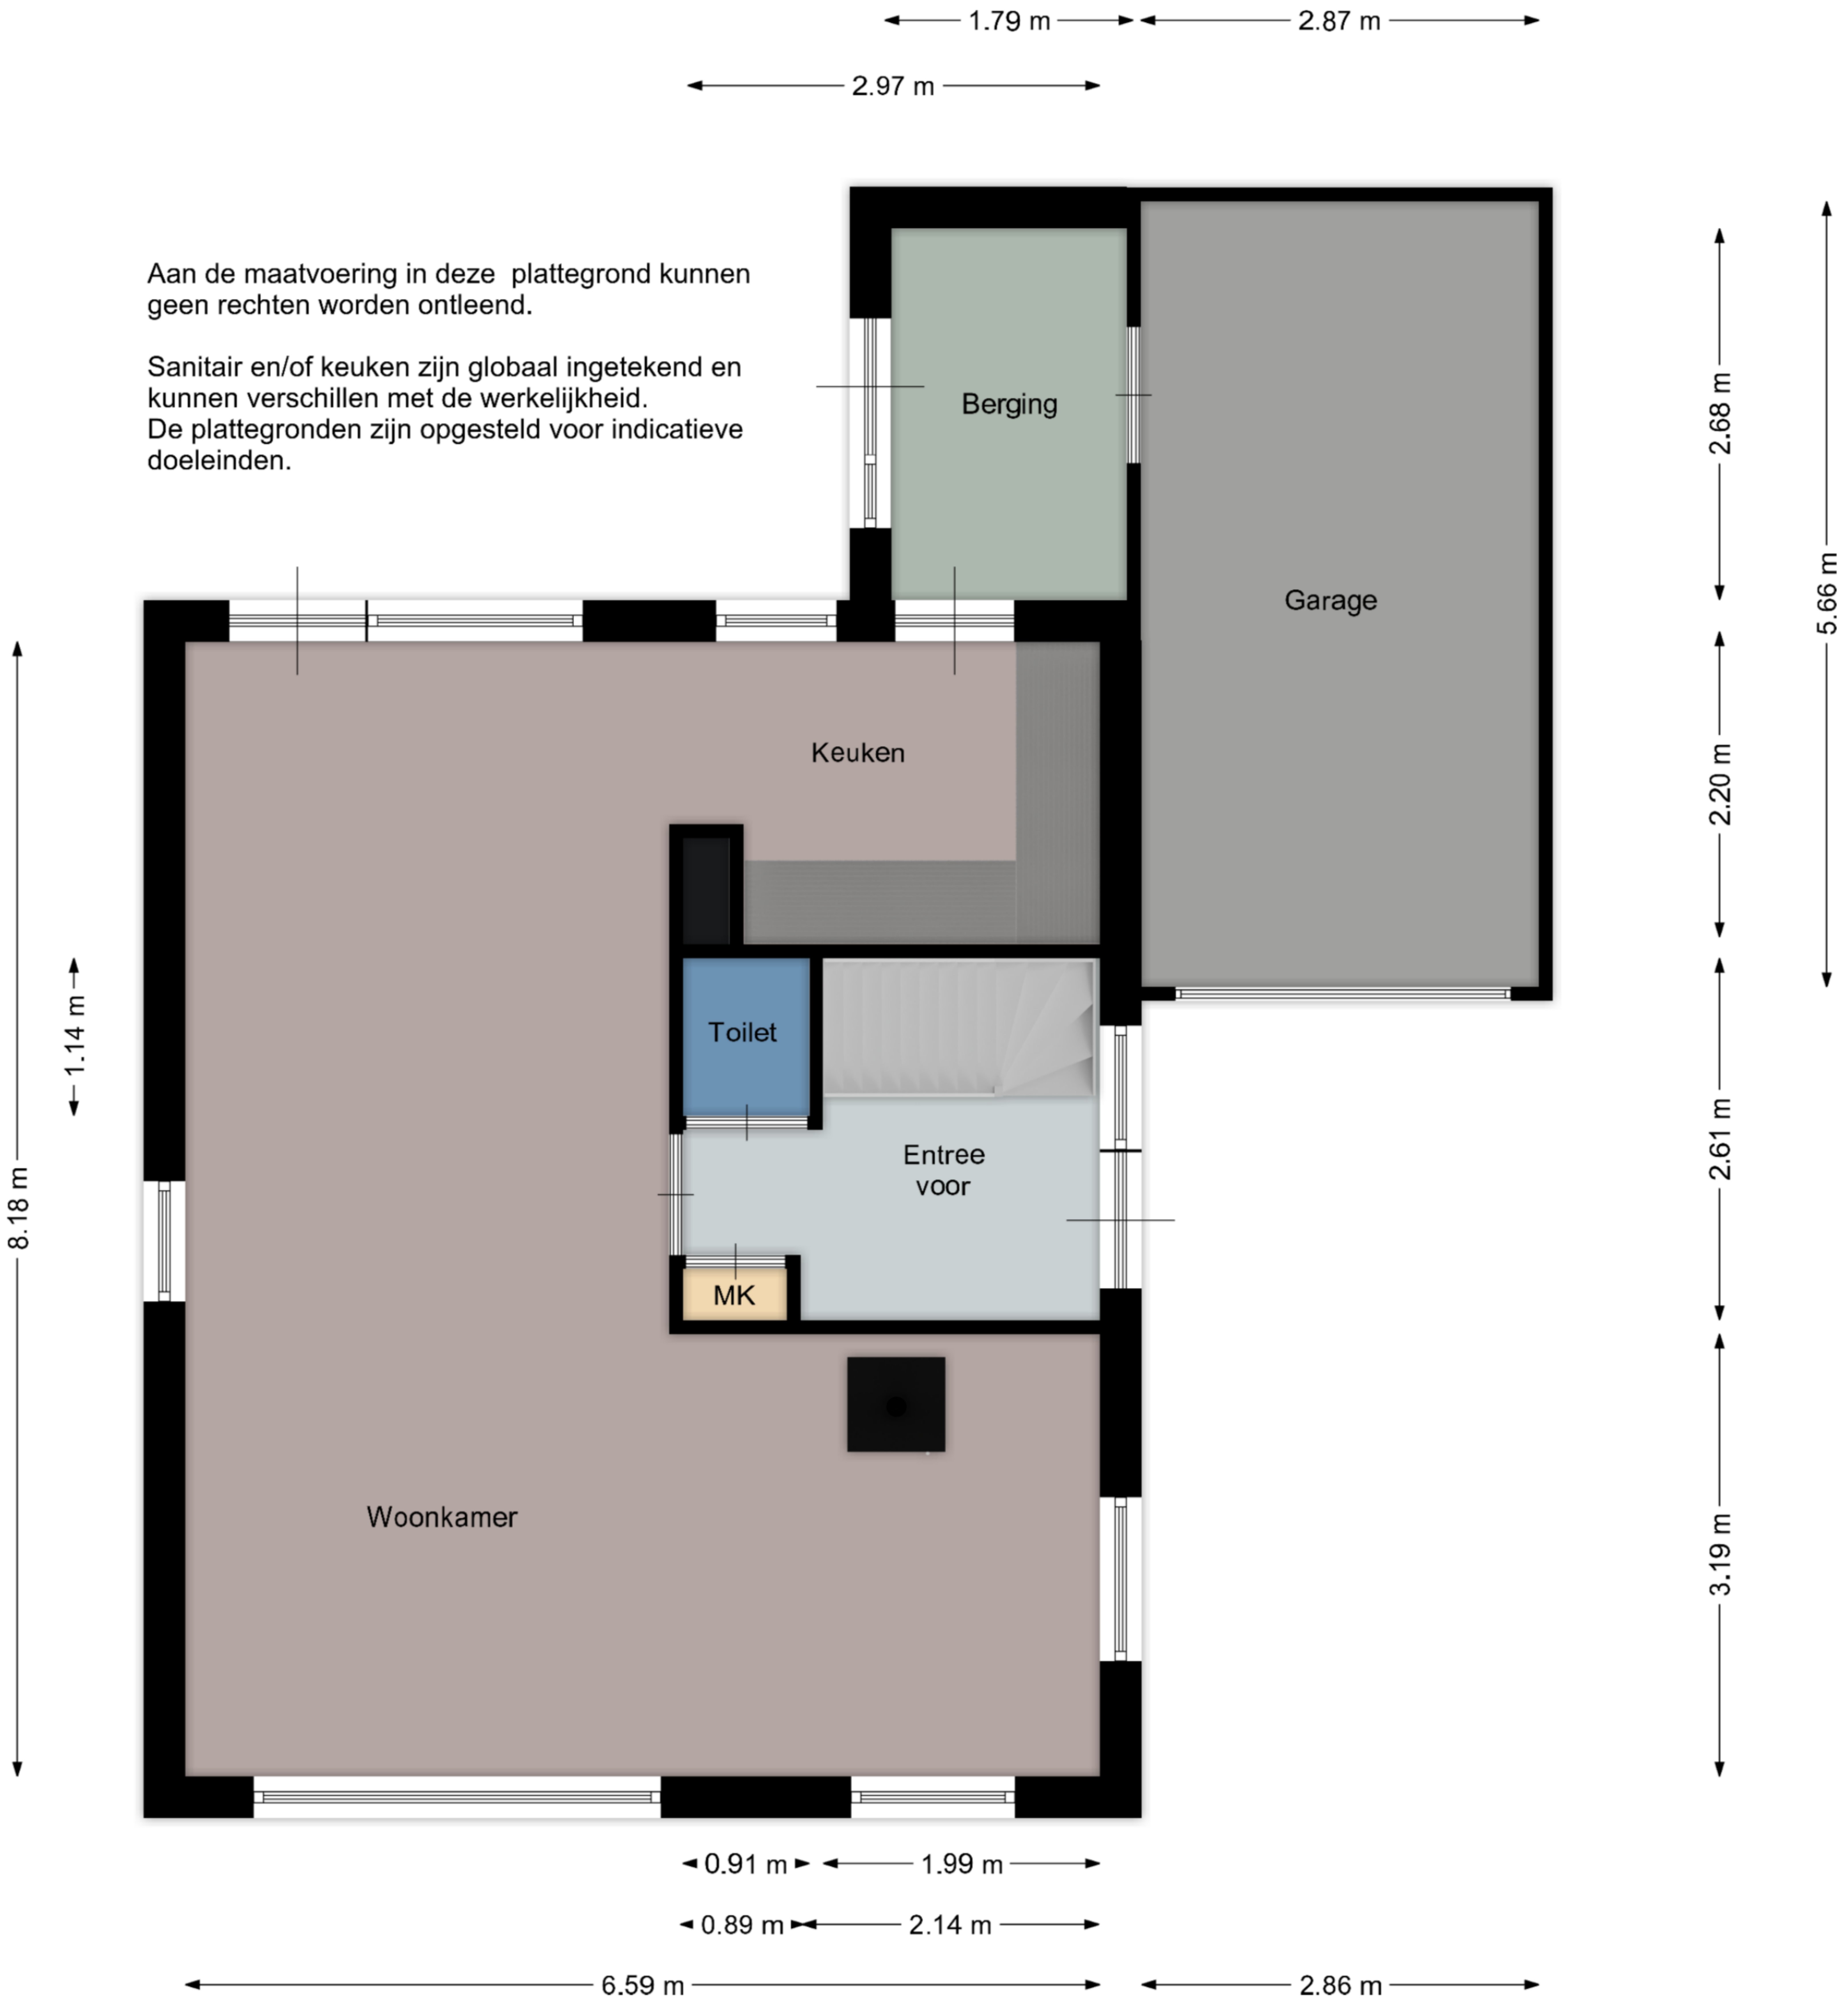 1.79 m
2.87 m
2.97 m
Aan de maatvoering in deze plattegrond kunnen
geen rechten worden ontleend.
Sanitair en/of keuken zijn globaal ingetekend en
kunnen verschillen met de werkelijkheid.
De plattegronden zijn opgesteld voor indicatieve
doeleinden.
Berging
2.68 m
Garage
5.66 m
Keuken
2.20 m
Toilet
1.14 m
Entree
voor
2.61 m
8.18 m
MK
Woonkamer
3.19 m
0.91 m
1.99 m
0.89 m
2.14 m
6.59 m
2.86 m